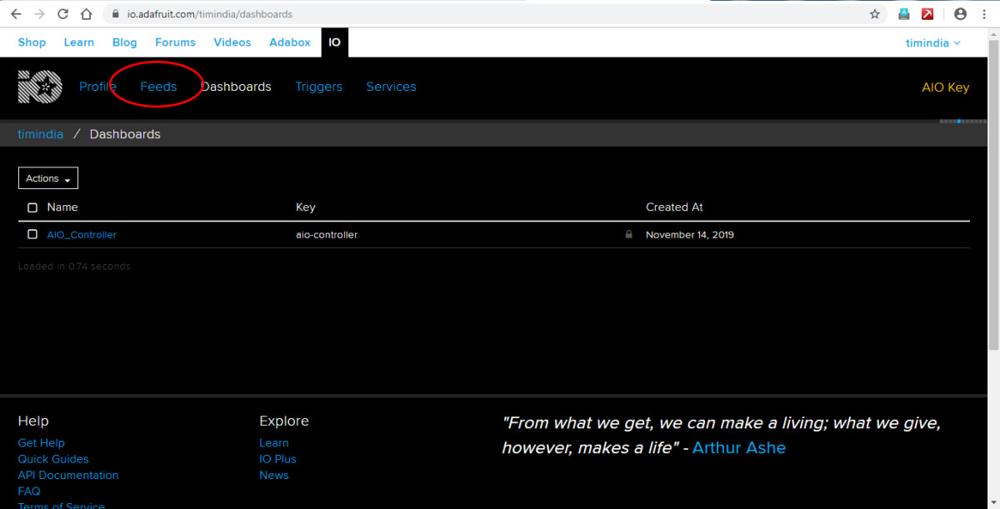 io.adafruit.com/timindia/dashboards
Shop Learn Blog Forums Videos Adabox IO timindia
iO Profile Feeds Dashboards Triggers Services AIO Key
timindia / Dashboards
Actions
Name Key Created At
AIO_Controller aio-controller November 14, 2019
Loaded in 0.74 seconds.
Help Explore
"From what we get, we can make a living; what we give,
however, makes a life" - Arthur Ashe
Get Help Learn
Quick Guides IO Plus
API Documentation News
FAQ
Terms of Service